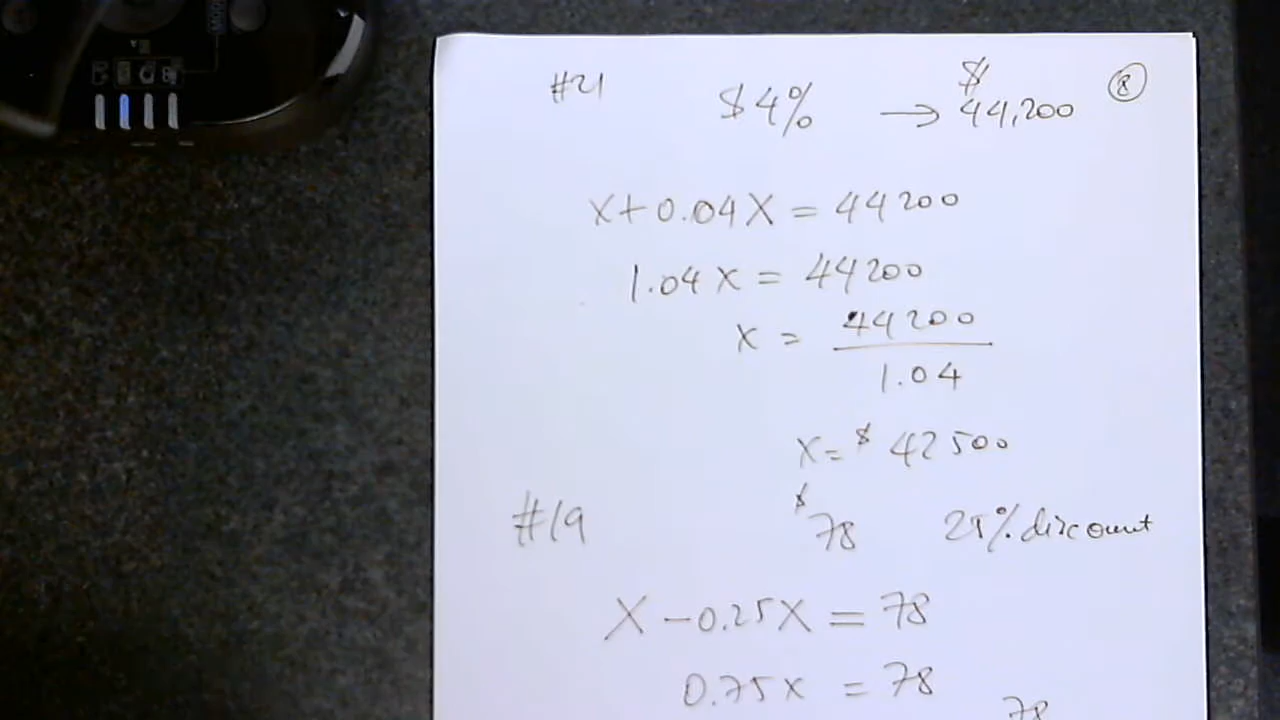 #21 $4% → $44,200 8
X+0.04X = 44200
1.04X = 44200
X = 44200
1.04
X = $42500
#19 $78 25% discount
X-0.25X = 78
0.75X = 78
78